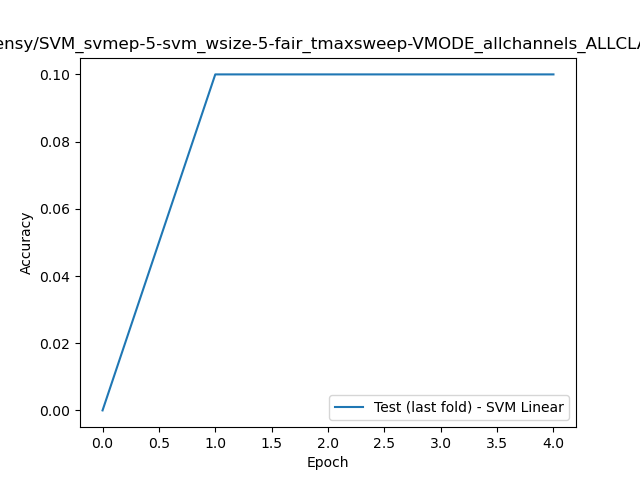 ensy/SVM_svmep-5-svm_wsize-5-fair_tmaxsweep-VMODE_allchannels_ALLCLA
0.10
0.08
0.06
0.04
0.02
0.00
Accuracy
Test (last fold) - SVM Linear
0.0 0.5 1.0 1.5 2.0 2.5 3.0 3.5 4.0
Epoch